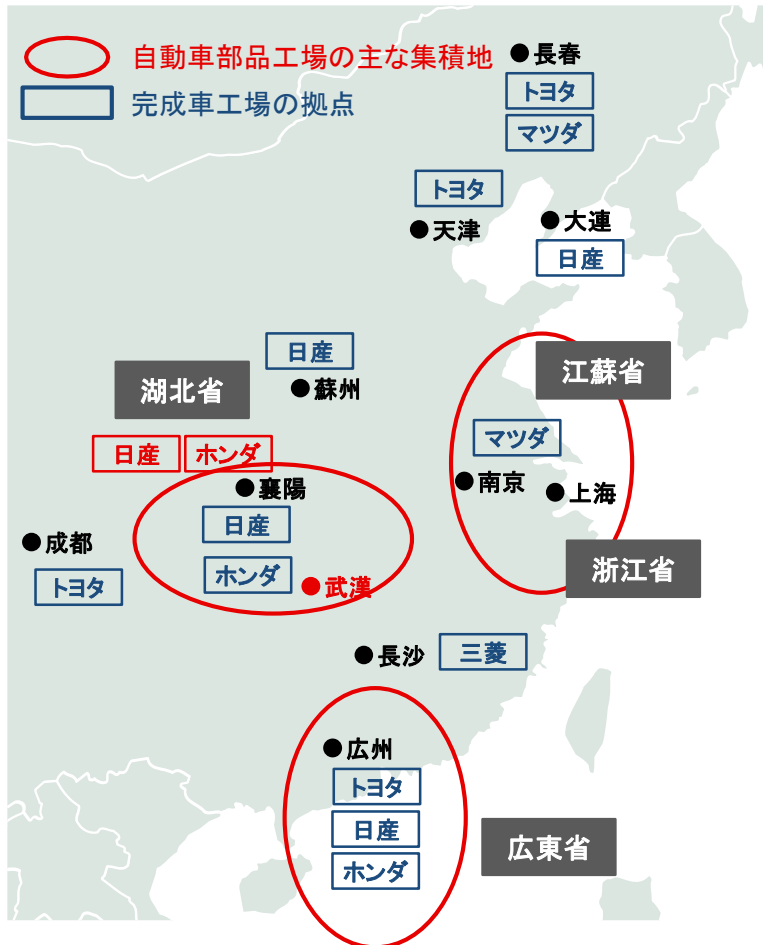 自動車部品工場の主な集積地
完成車工場の拠点
長春
トヨタ
マツダ
トヨタ
天津
大連
日産
日産
蘇州
湖北省
江蘇省
日産
ホンダ
マツダ
襄陽
南京
上海
日産
成都
浙江省
トヨタ
ホンダ
武漢
長沙
三菱
広州
トヨタ
日産
ホンダ
広東省